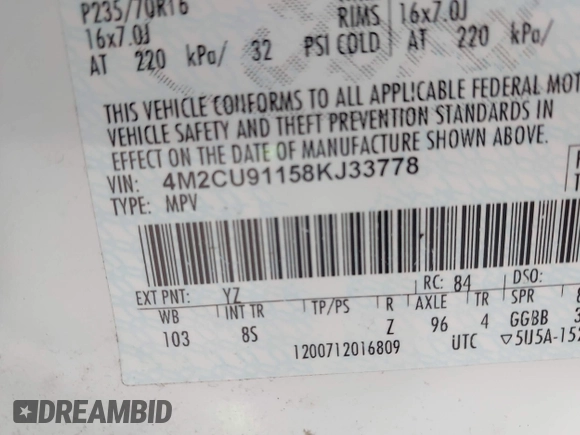 P235/70R16
16x7.0J
AT 220 kPa/ 32 PSI COLD
RIMS 16x7.0J
AT 220 kPa/
THIS VEHICLE CONFORMS TO ALL APPLICABLE FEDERAL MOT
VEHICLE SAFETY AND THEFT PREVENTION STANDARDS IN
EFFECT ON THE DATE OF MANUFACTURE SHOWN ABOVE.
VIN: 4M2CU91158KJ33778
TYPE: MPV
EXT PNT: YZ RC: 84 DSO:
WB INT TR TP/PS R AXLE TR SPR
103 8S Z 96 4 GGBB
1200712016809 UTC ▽5U5A-152
DREAMBID